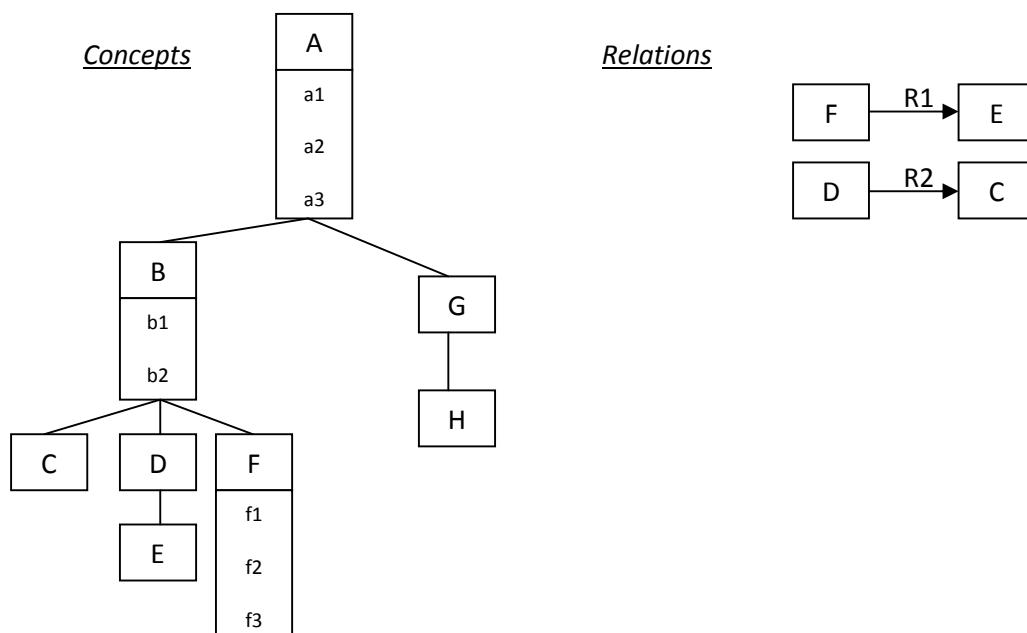 Concepts
A
a1
a2
a3
B
b1
b2
G
H
C
D
F
E
f1
f2
f3
Relations
F R1 E
D R2 C